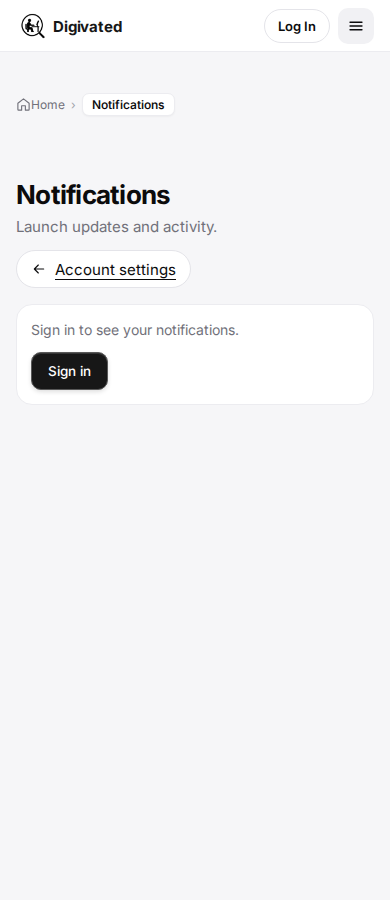 Digivated
Log In
Home › Notifications
Notifications
Launch updates and activity.
← Account settings
Sign in to see your notifications.
Sign in